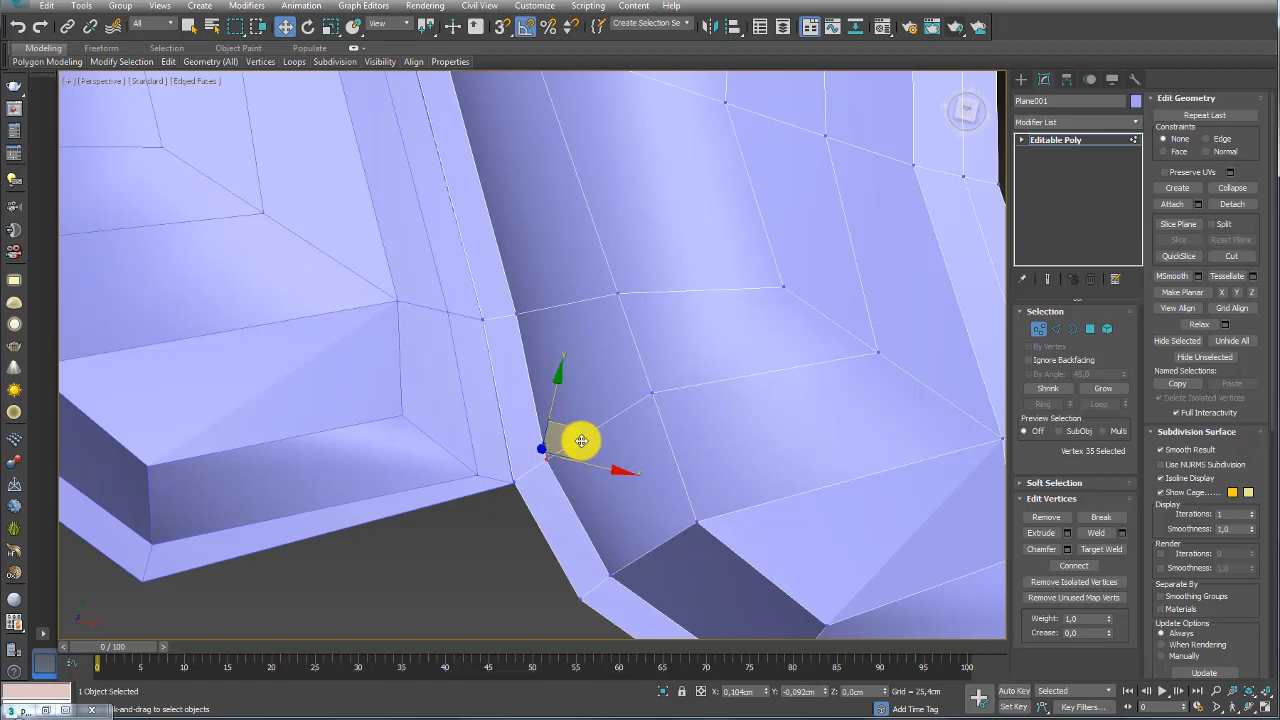 Edit Tools Group Views Create Modifiers Animation Graph Editors Rendering Civil View Customize Scripting Content Help
All View Create Selection Se
Modeling Freeform Selection Object Paint Populate
Polygon Modeling Modify Selection Edit Geometry (All) Vertices Loops Subdivision Visibility Align Properties
[+] [Perspective] [Standard] [Edged Faces]
Plane001
Modifier List
Editable Poly
Selection
By Vertex
Ignore Backfacing
By Angle: 45,0
Shrink Grow
Ring Loop
Preview Selection
Off SubObj Multi
Vertex 35 Selected
Soft Selection
Edit Vertices
Remove Break
Extrude Weld
Chamfer Target Weld
Connect
Remove Isolated Vertices
Remove Unused Map Verts
Weight: 1,0
Crease: 0,0
Edit Geometry
Repeat Last
Constraints
None Edge
Face Normal
Preserve UVs
Create Collapse
Attach Detach
Slice Plane Split
Slice Reset Plane
QuickSlice Cut
MSmooth Tessellate
Make Planar X Y Z
View Align Grid Align
Relax
Hide Selected Unhide All
Hide Unselected
Named Selections:
Copy Paste
Delete Isolated Vertices
Full Interactivity
Subdivision Surface
Smooth Result
Use NURMS Subdivision
Isoline Display
Show Cage......
Display
Iterations: 1
Smoothness: 1,0
Render
Iterations: 0
Smoothness: 1,0
Separate By
Smoothing Groups
Materials
Update Options
Always
When Rendering
Manually
Update
0 / 100
0 5 10 15 20 25 30 35 40 45 50 55 60 65 70 75 80 85 90 95 100
1 Object Selected X: 0,104cm Y: -0,092cm Z: 0,0cm Grid = 25,4cm Auto Key Selected
k-and-drag to select objects Add Time Tag Set Key Key Filters... 0
3 p...